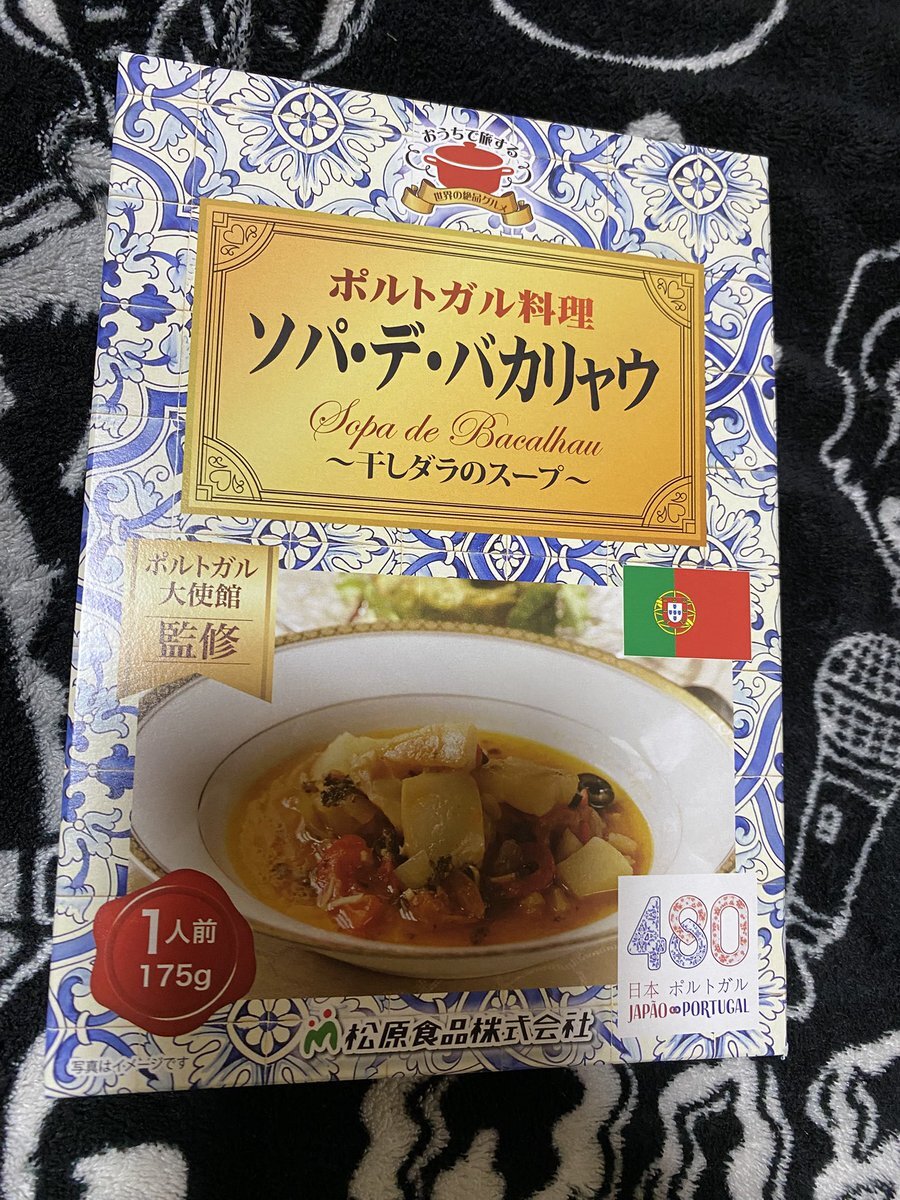 おうちで旅する
世界の絶品グルメ
ポルトガル料理
ソパ・デ・バカリャウ
Sopa de Bacalhau
～干しダラのスープ～
ポルトガル
大使館
監修
1人前
175g
480
日本 ポルトガル
JAPÃO PORTUGAL
松原食品株式会社
写真はイメージです